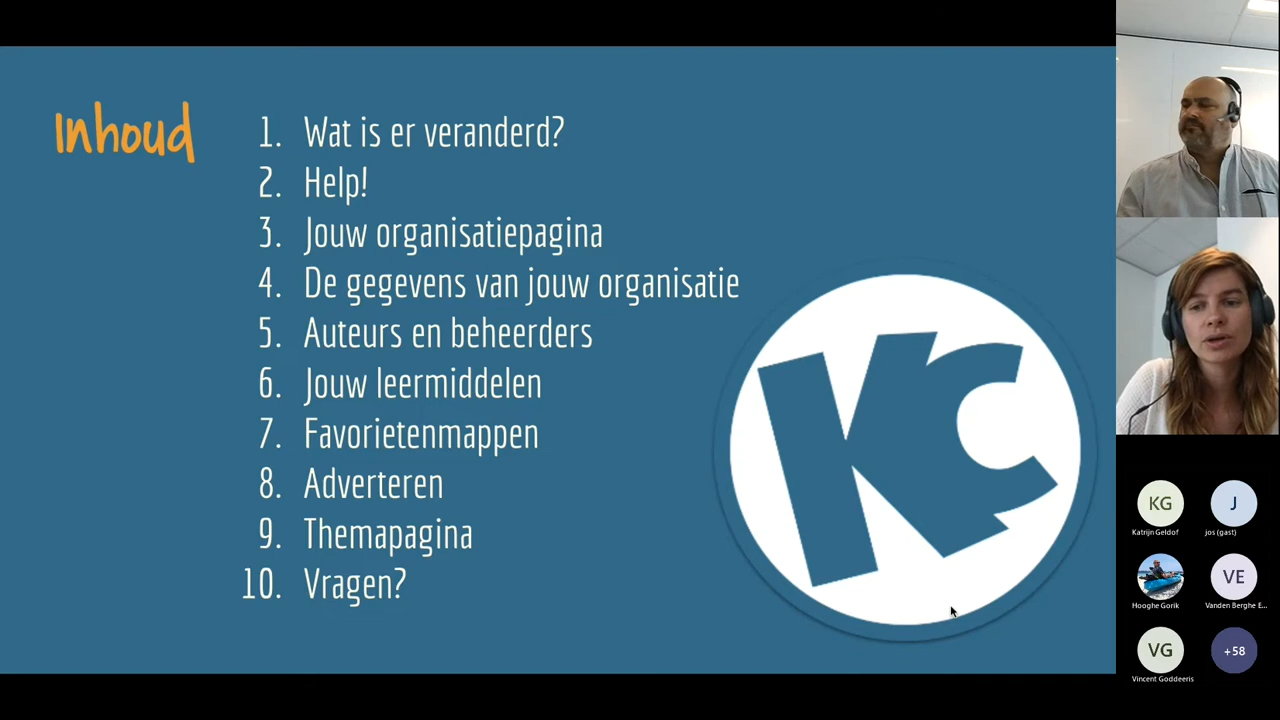 Inhoud
1. Wat is er veranderd?
2. Help!
3. Jouw organisatiepagina
4. De gegevens van jouw organisatie
5. Auteurs en beheerders
6. Jouw leermiddelen
7. Favorietenmappen
8. Adverteren
9. Themapagina
10. Vragen?
KC
KG
Katrijn Geldof
J
jos (gast)
Hooghe Gorik
VE
Vanden Berghe E...
VG
Vincent Goddeeris
+58